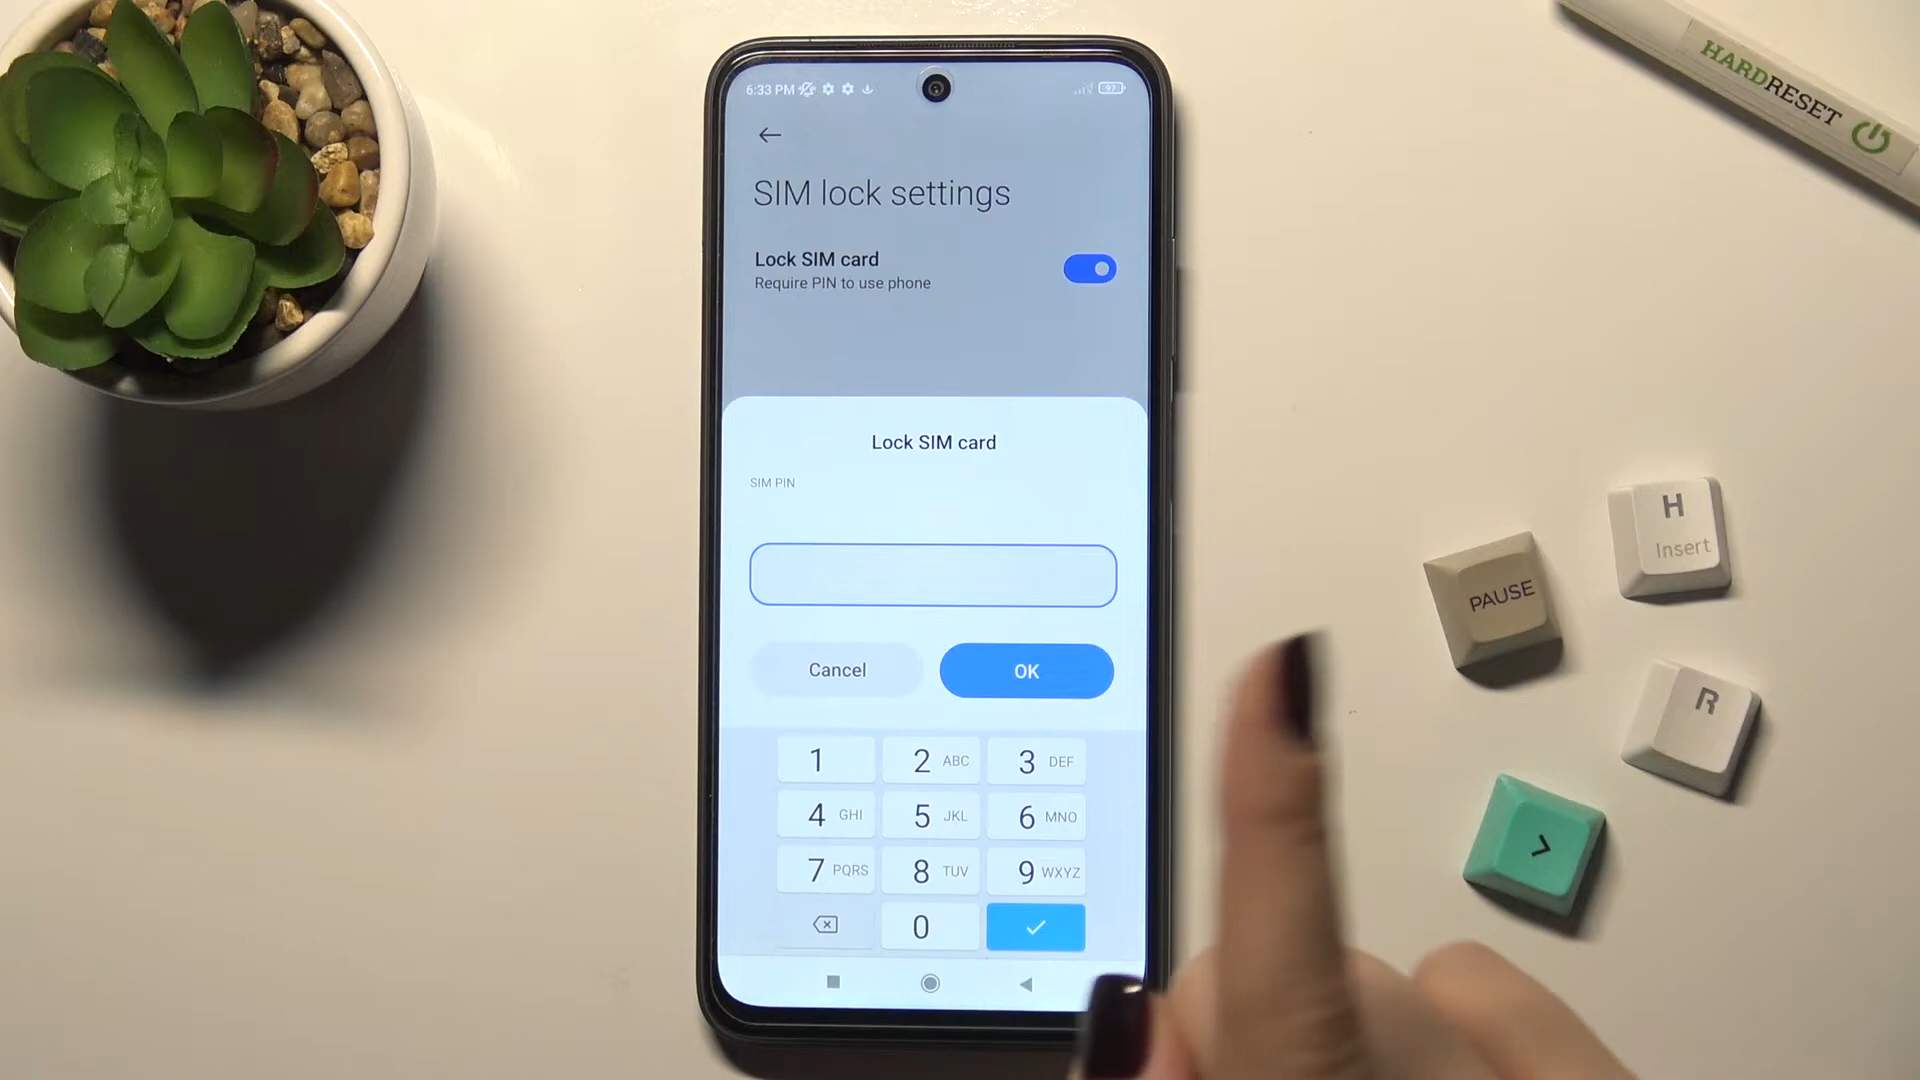 6:33 PM
97
SIM lock settings
Lock SIM card
Require PIN to use phone
Lock SIM card
SIM PIN
Cancel OK
1 2 ABC 3 DEF
4 GHI 5 JKL 6 MNO
7 PQRS 8 TUV 9 WXYZ
0
HARDRESET
H
Insert
PAUSE
R
>